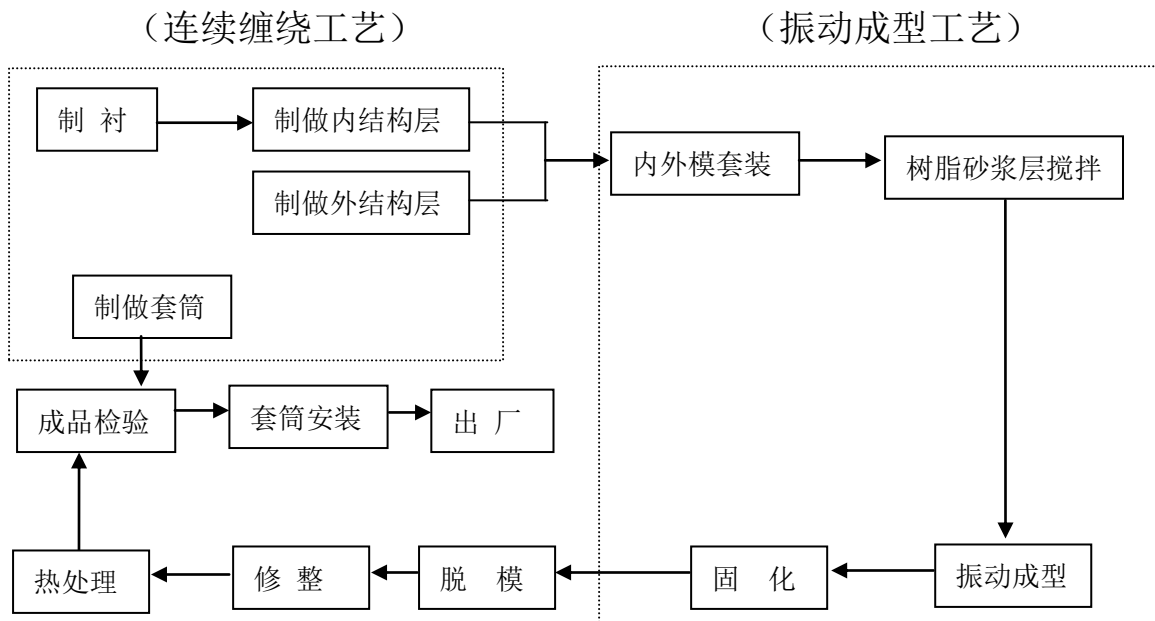 （连续缠绕工艺）
（振动成型工艺）
制 衬
制做内结构层
内外模套装
树脂砂浆层搅拌
制做外结构层
制做套筒
成品检验
套筒安装
出 厂
热处理
修 整
脱 模
固 化
振动成型